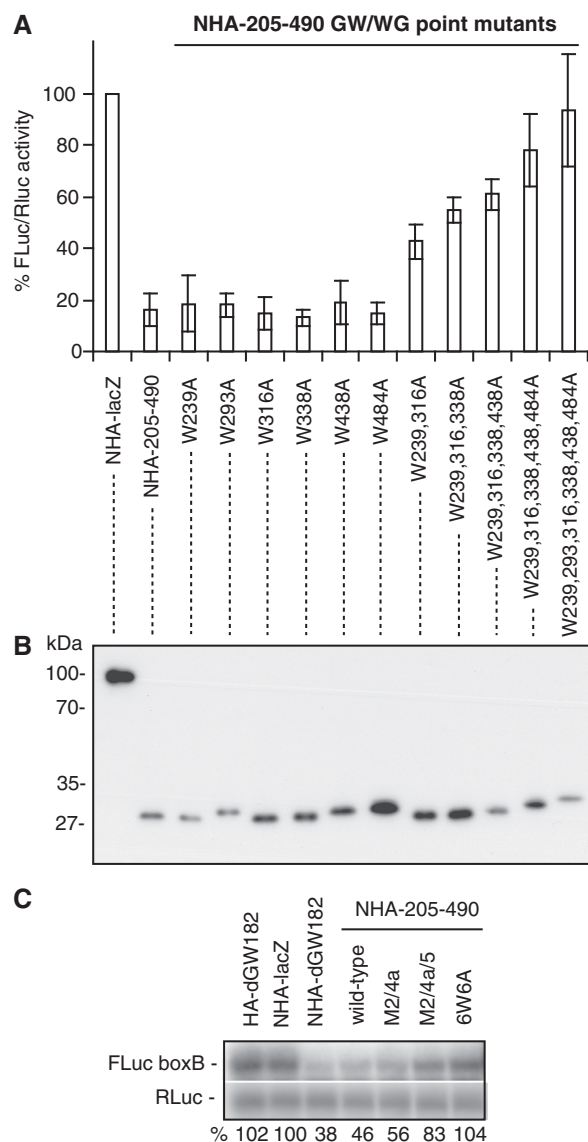 A
NHA-205-490 GW/WG point mutants
% FLuc/Rluc activity
100
80
60
40
20
0
NHA-lacZ
NHA-205-490
W239A
W293A
W316A
W338A
W438A
W484A
W239,316A
W239,316,338A
W239,316,338,438A
W239,316,338,438,484A
W239,293,316,338,438,484A
B
kDa
100-
70-
35-
27-
C
NHA-205-490
HA-dGW182
NHA-lacZ
NHA-dGW182
wild-type
M2/4a
M2/4a/5
6W6A
FLuc boxB -
RLuc -
% 102 100 38 46 56 83 104